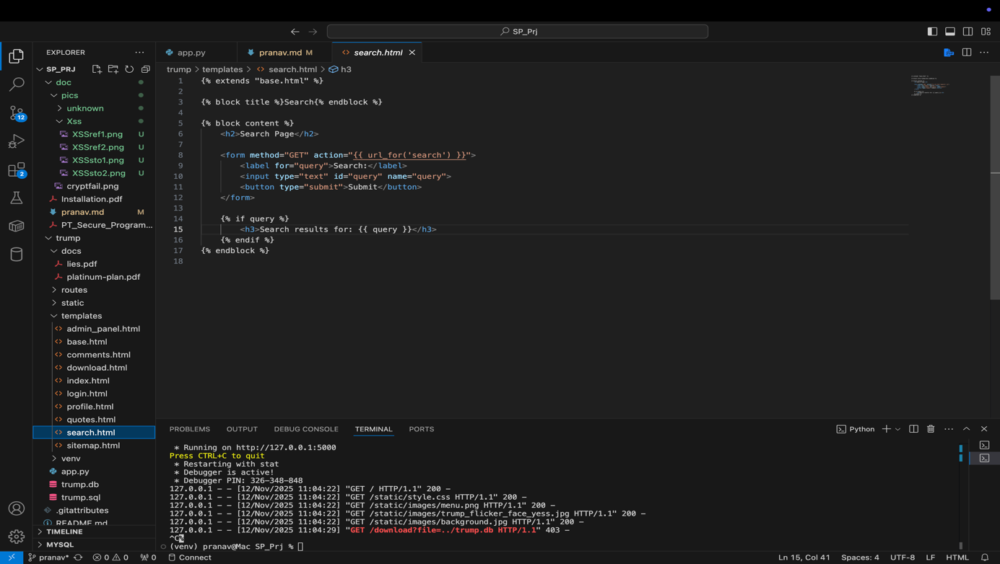 SP_Prj
EXPLORER
SP_PRJ
doc
pics
unknown
Xss
XSSref1.png U
XSSref2.png U
XSSsto1.png U
XSSsto2.png U
cryptfail.png
Installation.pdf
pranav.md M
PT_Secure_Program...
trump
docs
lies.pdf
platinum-plan.pdf
routes
static
templates
admin_panel.html
base.html
comments.html
download.html
index.html
login.html
profile.html
quotes.html
search.html
sitemap.html
venv
app.py
trump.db
trump.sql
.gitattributes
README.md
TIMELINE
MYSQL
12
2
app.py
pranav.md M
search.html
trump > templates > search.html > h3
1 {% extends "base.html" %}
2
3 {% block title %}Search{% endblock %}
4
5 {% block content %}
6 <h2>Search Page</h2>
7
8 <form method="GET" action="{{ url_for('search') }}">
9 <label for="query">Search:</label>
10 <input type="text" id="query" name="query">
11 <button type="submit">Submit</button>
12 </form>
13
14 {% if query %}
15 <h3>Search results for: {{ query }}</h3>
16 {% endif %}
17 {% endblock %}
18
PROBLEMS OUTPUT DEBUG CONSOLE TERMINAL PORTS
Python
* Running on http://127.0.0.1:5000
Press CTRL+C to quit
* Restarting with stat
* Debugger is active!
* Debugger PIN: 326-348-848
127.0.0.1 - - [12/Nov/2025 11:04:22] "GET / HTTP/1.1" 200 -
127.0.0.1 - - [12/Nov/2025 11:04:22] "GET /static/style.css HTTP/1.1" 200 -
127.0.0.1 - - [12/Nov/2025 11:04:22] "GET /static/images/menu.png HTTP/1.1" 200 -
127.0.0.1 - - [12/Nov/2025 11:04:22] "GET /static/images/trump_flicker_face_yess.jpg HTTP/1.1" 200 -
127.0.0.1 - - [12/Nov/2025 11:04:22] "GET /static/images/background.jpg HTTP/1.1" 200 -
127.0.0.1 - - [12/Nov/2025 11:04:29] "GET /download?file=../trump.db HTTP/1.1" 403 -
^C%
(venv) pranav@Mac SP_Prj %
pranav* 0 0 0 Connect
Ln 15, Col 41 Spaces: 4 UTF-8 LF HTML